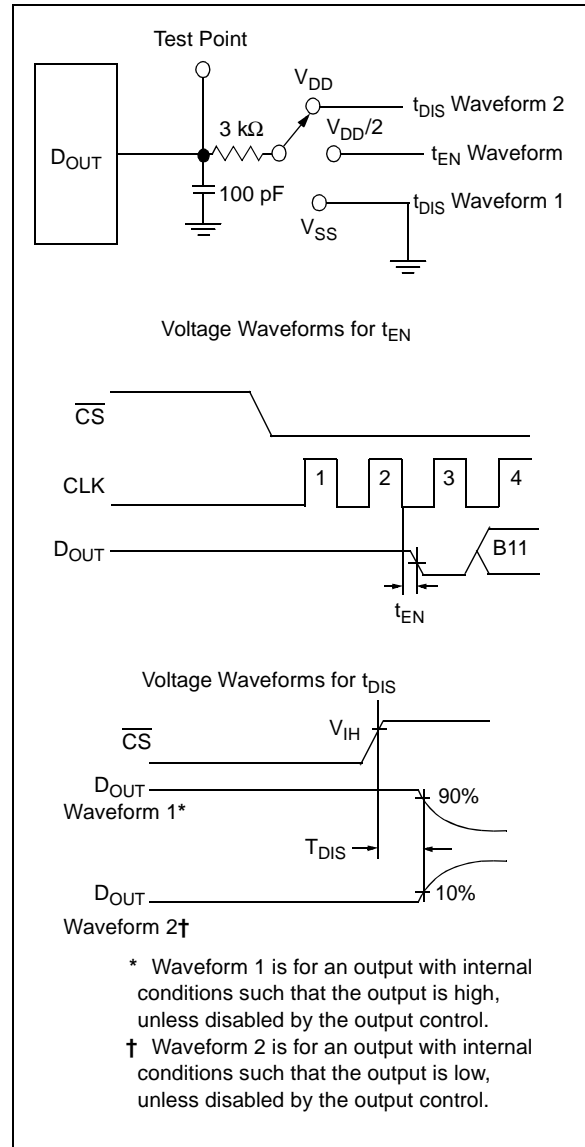 Test Point
V_DD
t_DIS Waveform 2
3 kΩ
V_DD/2
D_OUT
t_EN Waveform
100 pF
t_DIS Waveform 1
V_SS
Voltage Waveforms for t_EN
CS
CLK 1 2 3 4
D_OUT
B11
t_EN
Voltage Waveforms for t_DIS
V_IH
CS
D_OUT
Waveform 1*
90%
T_DIS
D_OUT
10%
Waveform 2†
* Waveform 1 is for an output with internal
conditions such that the output is high,
unless disabled by the output control.
† Waveform 2 is for an output with internal
conditions such that the output is low,
unless disabled by the output control.